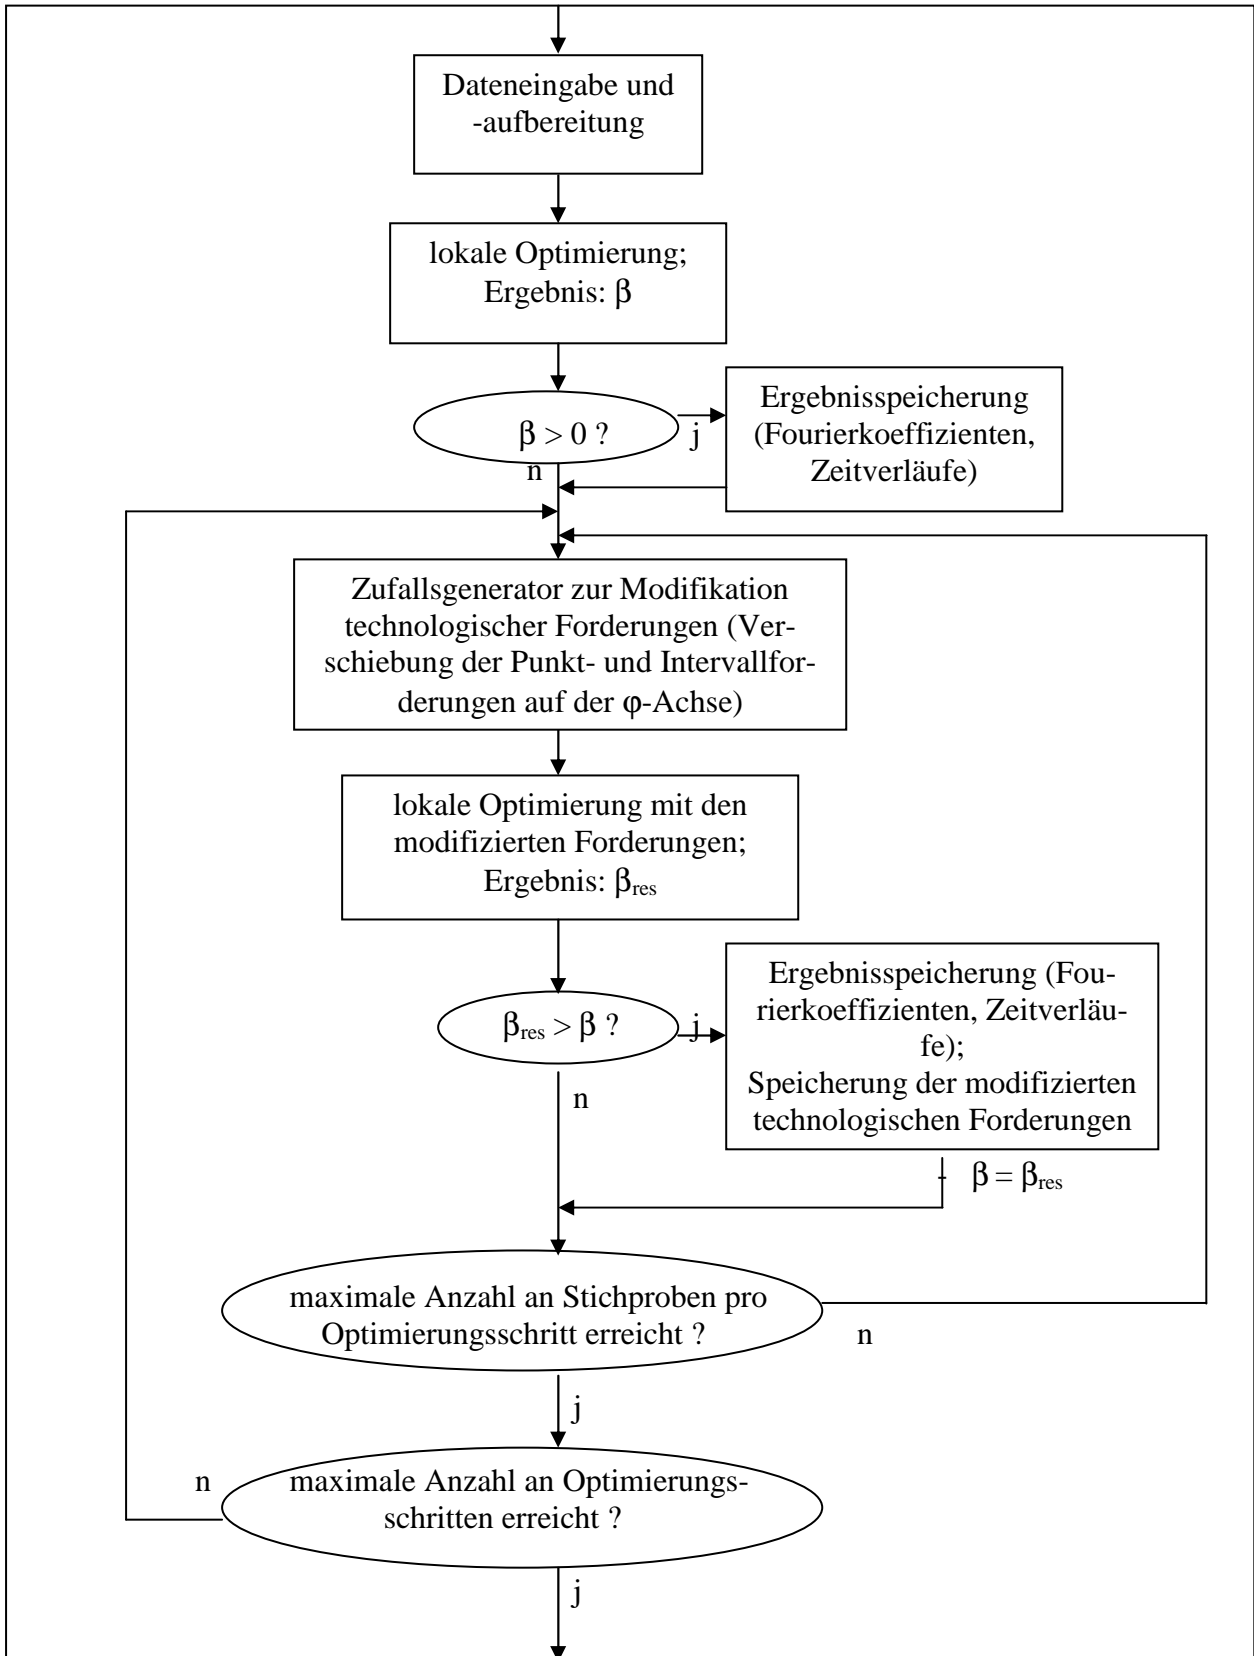 Dateneingabe und
-aufbereitung
lokale Optimierung;
Ergebnis: β
β > 0 ?
j
n
Ergebnisspeicherung
(Fourierkoeffizienten,
Zeitverläufe)
Zufallsgenerator zur Modifikation
technologischer Forderungen (Ver-
schiebung der Punkt- und Intervallfor-
derungen auf der φ-Achse)
lokale Optimierung mit den
modifizierten Forderungen;
Ergebnis: βres
βres > β ?
j
n
Ergebnisspeicherung (Fou-
rierkoeffizienten, Zeitverläu-
fe);
Speicherung der modifizierten
technologischen Forderungen
β = βres
maximale Anzahl an Stichproben pro
Optimierungsschritt erreicht ?
n
j
n
maximale Anzahl an Optimierungs-
schritten erreicht ?
j